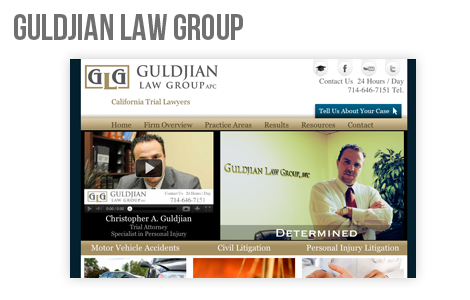 GULDJIAN LAW GROUP
GLG GULDJIAN
LAW GROUP APC
California Trial Lawyers
Contact Us 24 Hours / Day
714-646-7151 Tel.
Tell Us About Your Case
Home Firm Overview Practice Areas Results Resources Contact
GLG GULDJIAN
LAW GROUP
Contact Us 24 Hours / Day
714-646-7151
Christopher A. Guldjian
Trial Attorney
Specialist in Personal Injury
GULDJIAN LAW GROUP, APC
DETERMINED
Motor Vehicle Accidents Civil Litigation Personal Injury Litigation